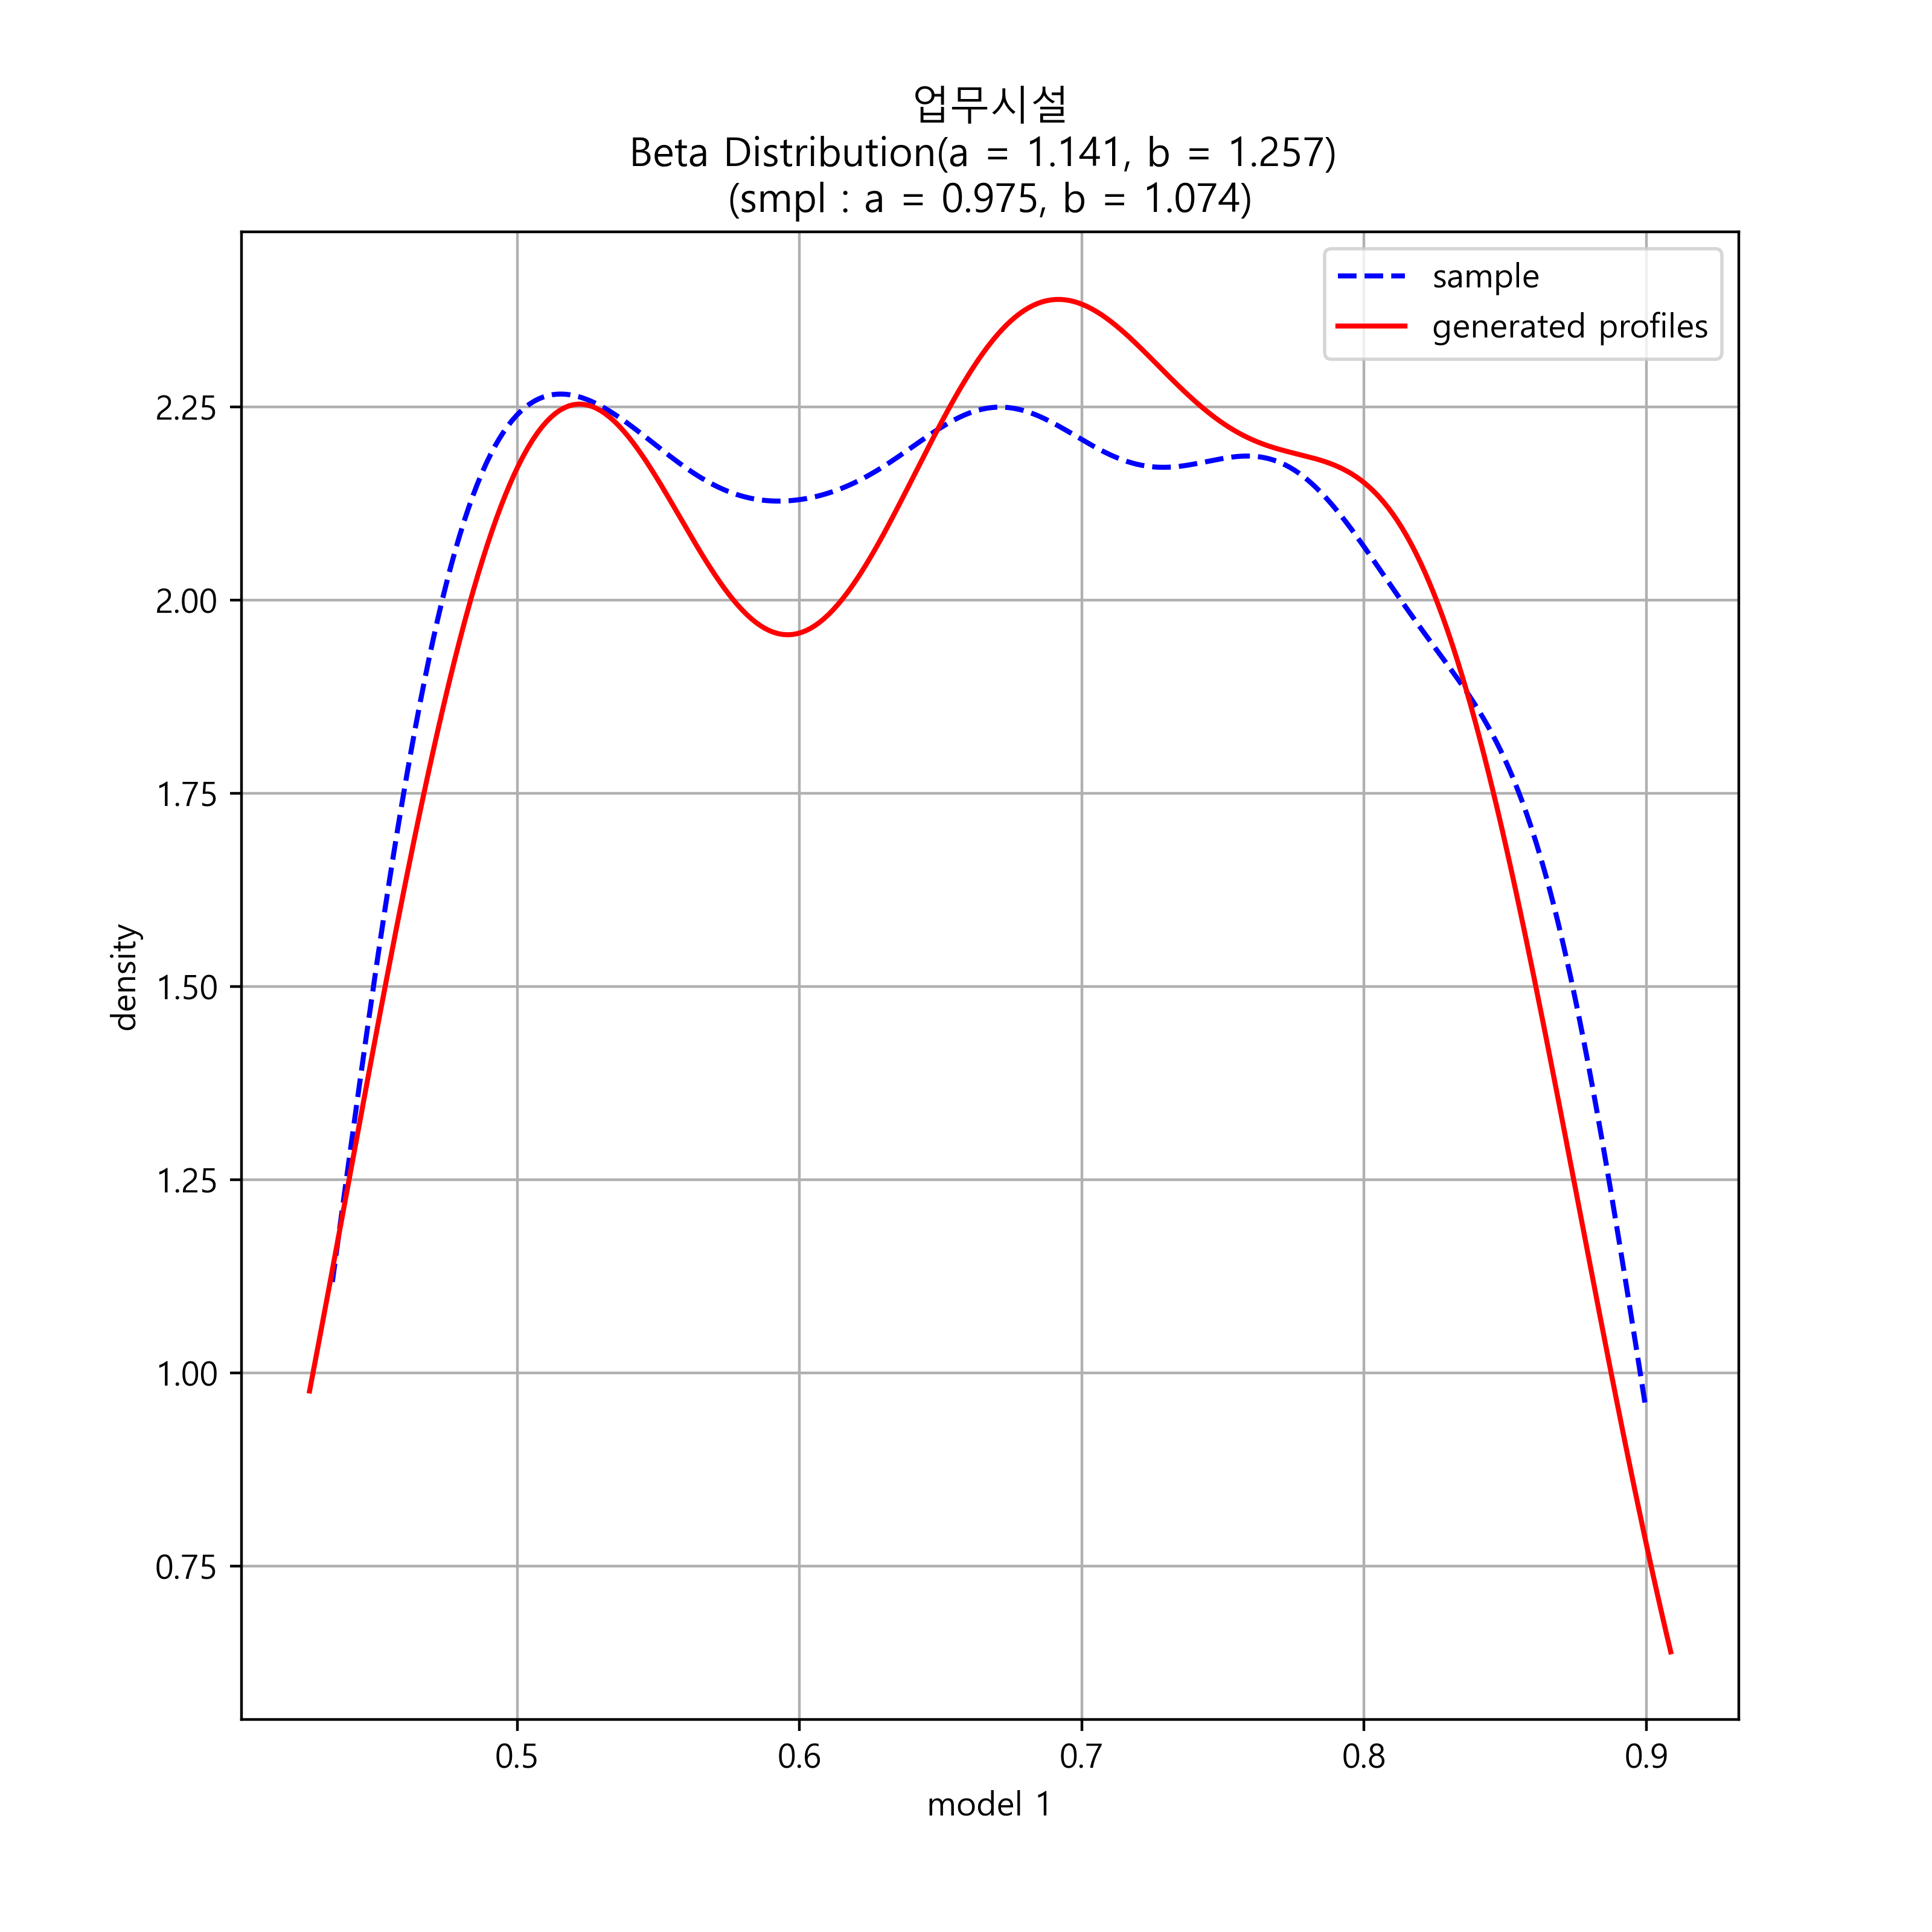 업무시설
Beta Distribution(a = 1.141, b = 1.257)
(smpl : a = 0.975, b = 1.074)
sample
generated profiles
2.25
2.00
1.75
1.50
1.25
1.00
0.75
density
0.5 0.6 0.7 0.8 0.9
model 1